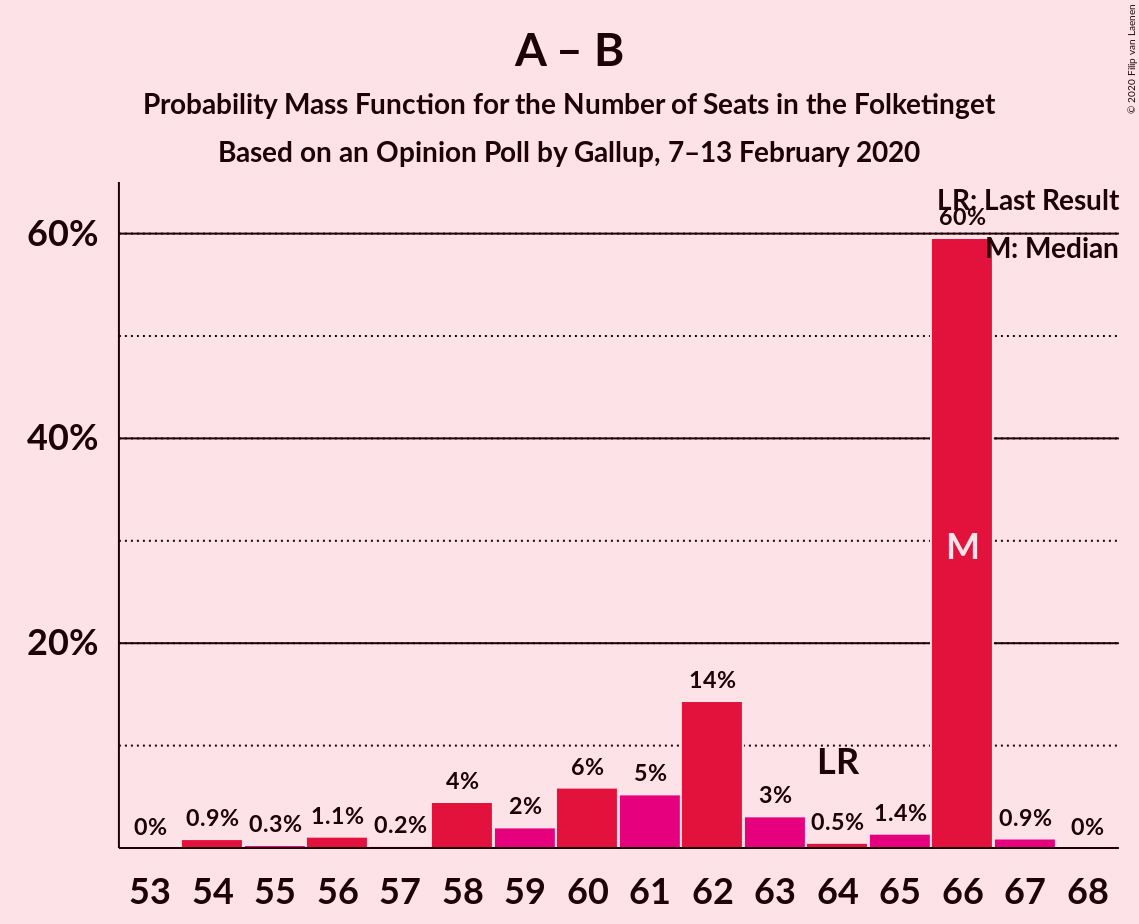 A – B
Probability Mass Function for the Number of Seats in the Folketinget
Based on an Opinion Poll by Gallup, 7–13 February 2020
© 2020 Filip van Laenen
LR: Last Result
M: Median
60%
40%
20%
0%
0.9%
0.3%
1.1%
0.2%
4%
2%
6%
5%
14%
3%
0.5%
1.4%
60%
0.9%
0%
LR
M
53 54 55 56 57 58 59 60 61 62 63 64 65 66 67 68